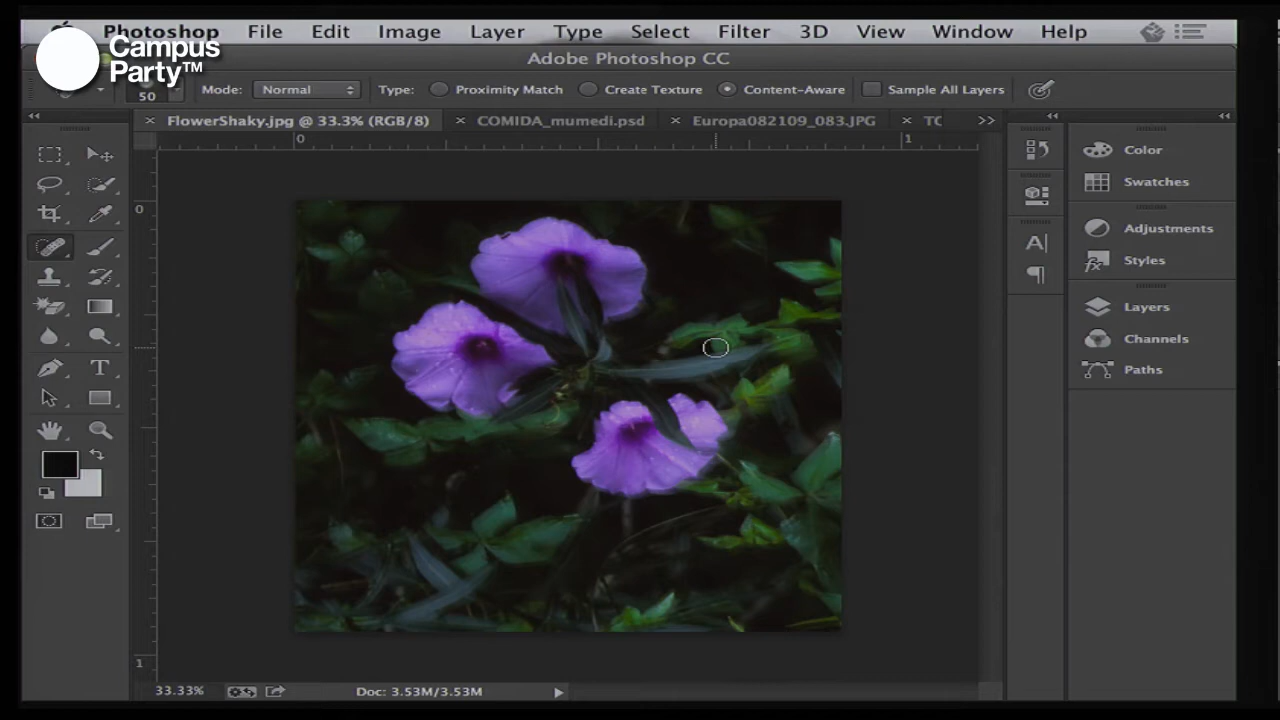 Photoshop File Edit Image Layer Type Select Filter 3D View Window Help
Campus
Party™
Adobe Photoshop CC
50 Mode: Normal Type: Proximity Match Create Texture Content-Aware Sample All Layers
FlowerShaky.jpg @ 33.3% (RGB/8) COMIDA_mumedi.psd Europa082109_083.JPG TC
0 1
0
1
Color
Swatches
Adjustments
Styles
Layers
Channels
Paths
33.33% Doc: 3.53M/3.53M